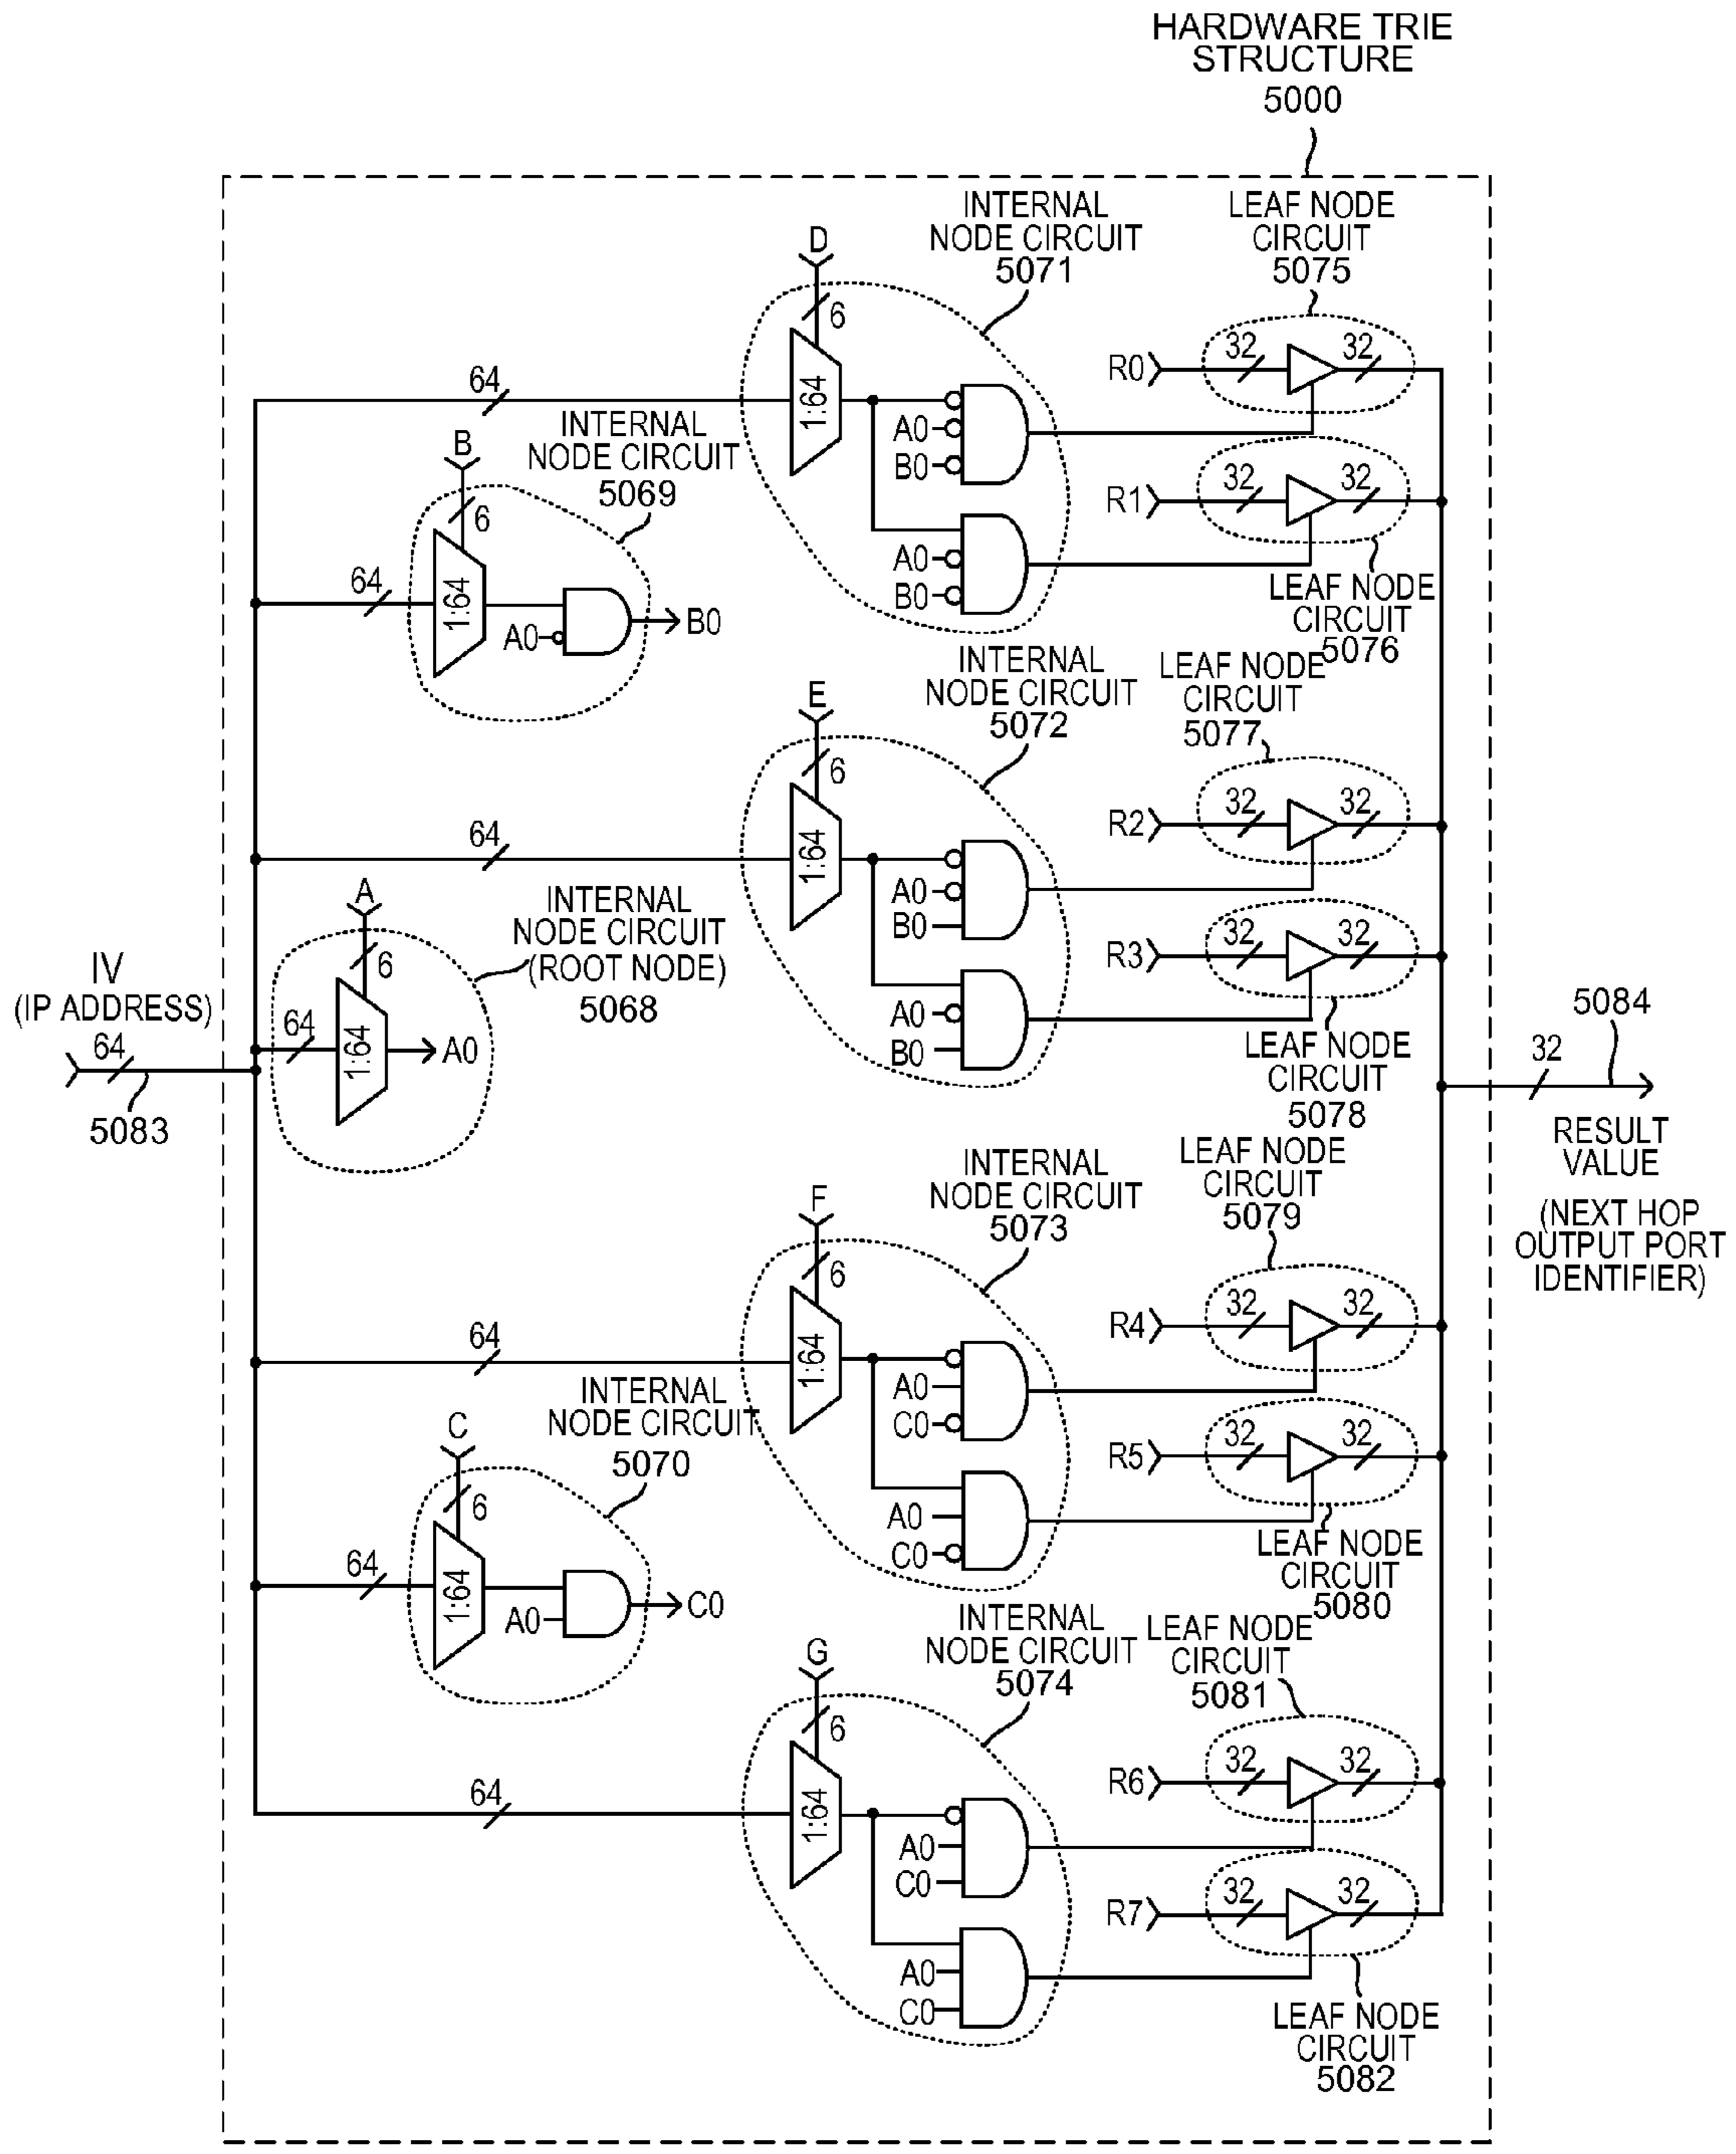 HARDWARE TRIE
STRUCTURE
5000
INTERNAL
NODE CIRCUIT
5071
LEAF NODE
CIRCUIT
5075
D
6
1:64
64
A0
B0
A0
B0
R0
32
32
R1
32
32
LEAF NODE
CIRCUIT
5076
B
6
INTERNAL
NODE CIRCUIT
5069
64
1:64
A0
B0
INTERNAL
NODE CIRCUIT
5072
LEAF NODE
CIRCUIT
5077
E
6
64
1:64
A0
B0
A0
B0
R2
32
32
R3
32
32
LEAF NODE
CIRCUIT
5078
A
6
INTERNAL
NODE CIRCUIT
(ROOT NODE)
5068
IV
(IP ADDRESS)
64
5083
64
1:64
A0
5084
32
RESULT
VALUE
(NEXT HOP
OUTPUT PORT
IDENTIFIER)
INTERNAL
NODE CIRCUIT
5073
LEAF NODE
CIRCUIT
5079
F
6
64
1:64
A0
C0
A0
C0
R4
32
32
R5
32
32
LEAF NODE
CIRCUIT
5080
C
6
INTERNAL
NODE CIRCUIT
5070
64
1:64
A0
C0
INTERNAL
NODE CIRCUIT
5074
LEAF NODE
CIRCUIT
5081
G
6
64
1:64
A0
C0
A0
C0
R6
32
32
R7
32
32
LEAF NODE
CIRCUIT
5082